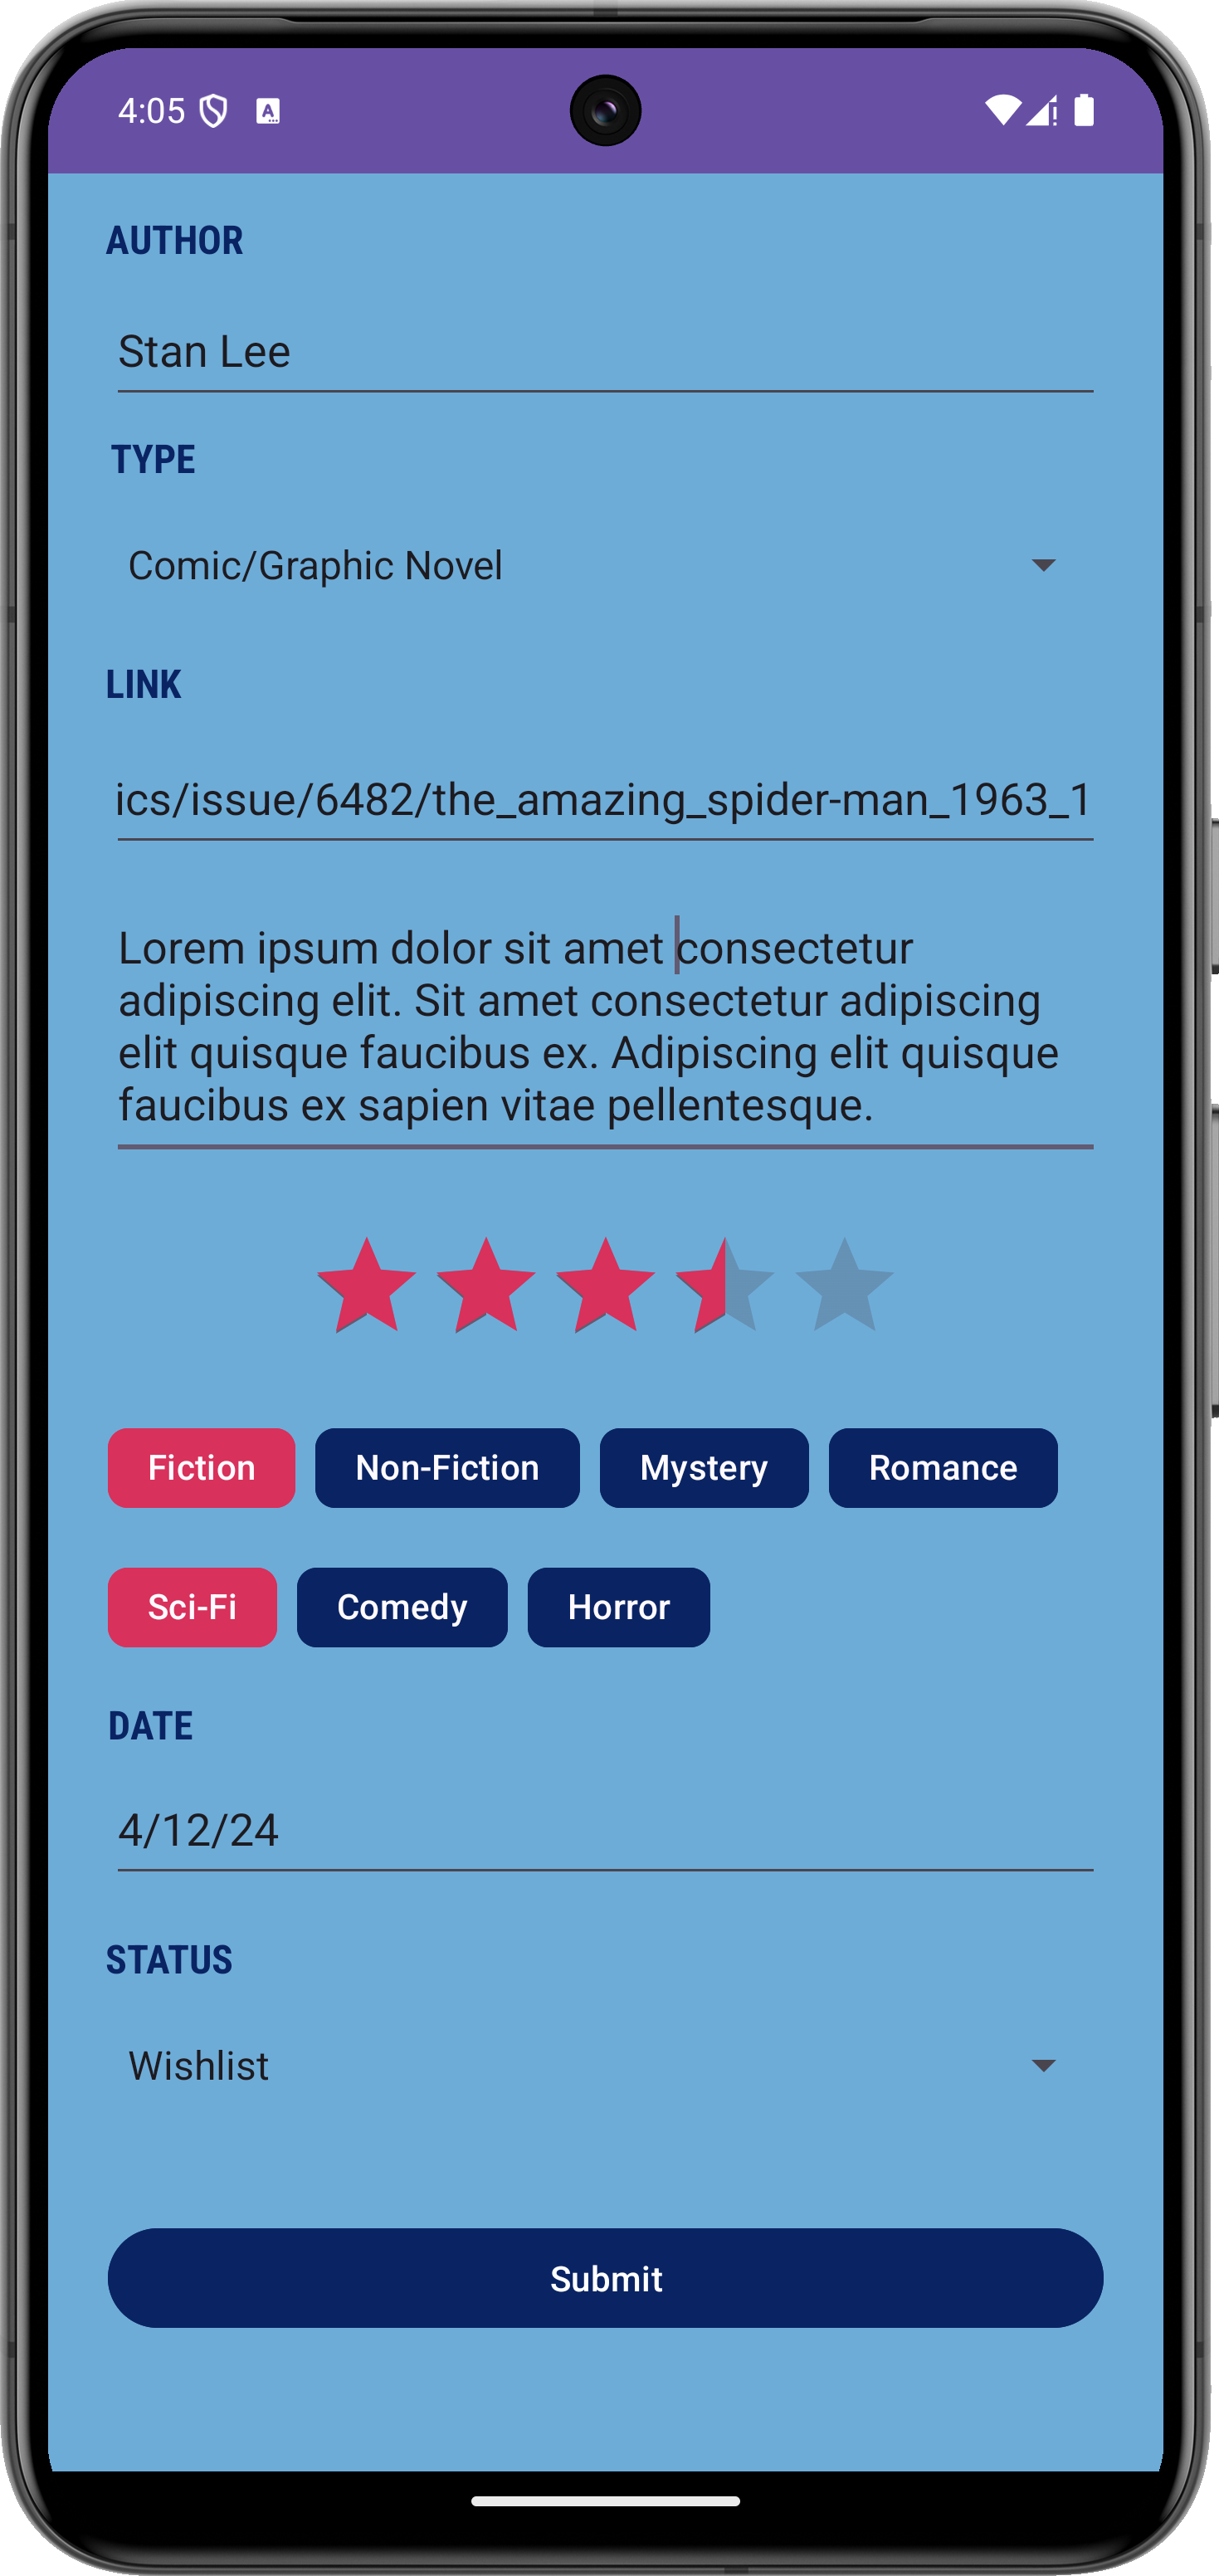 4:05
AUTHOR
Stan Lee
TYPE
Comic/Graphic Novel
LINK
ics/issue/6482/the_amazing_spider-man_1963_1
Lorem ipsum dolor sit amet consectetur
adipiscing elit. Sit amet consectetur adipiscing
elit quisque faucibus ex. Adipiscing elit quisque
faucibus ex sapien vitae pellentesque.
Fiction Non-Fiction Mystery Romance
Sci-Fi Comedy Horror
DATE
4/12/24
STATUS
Wishlist
Submit